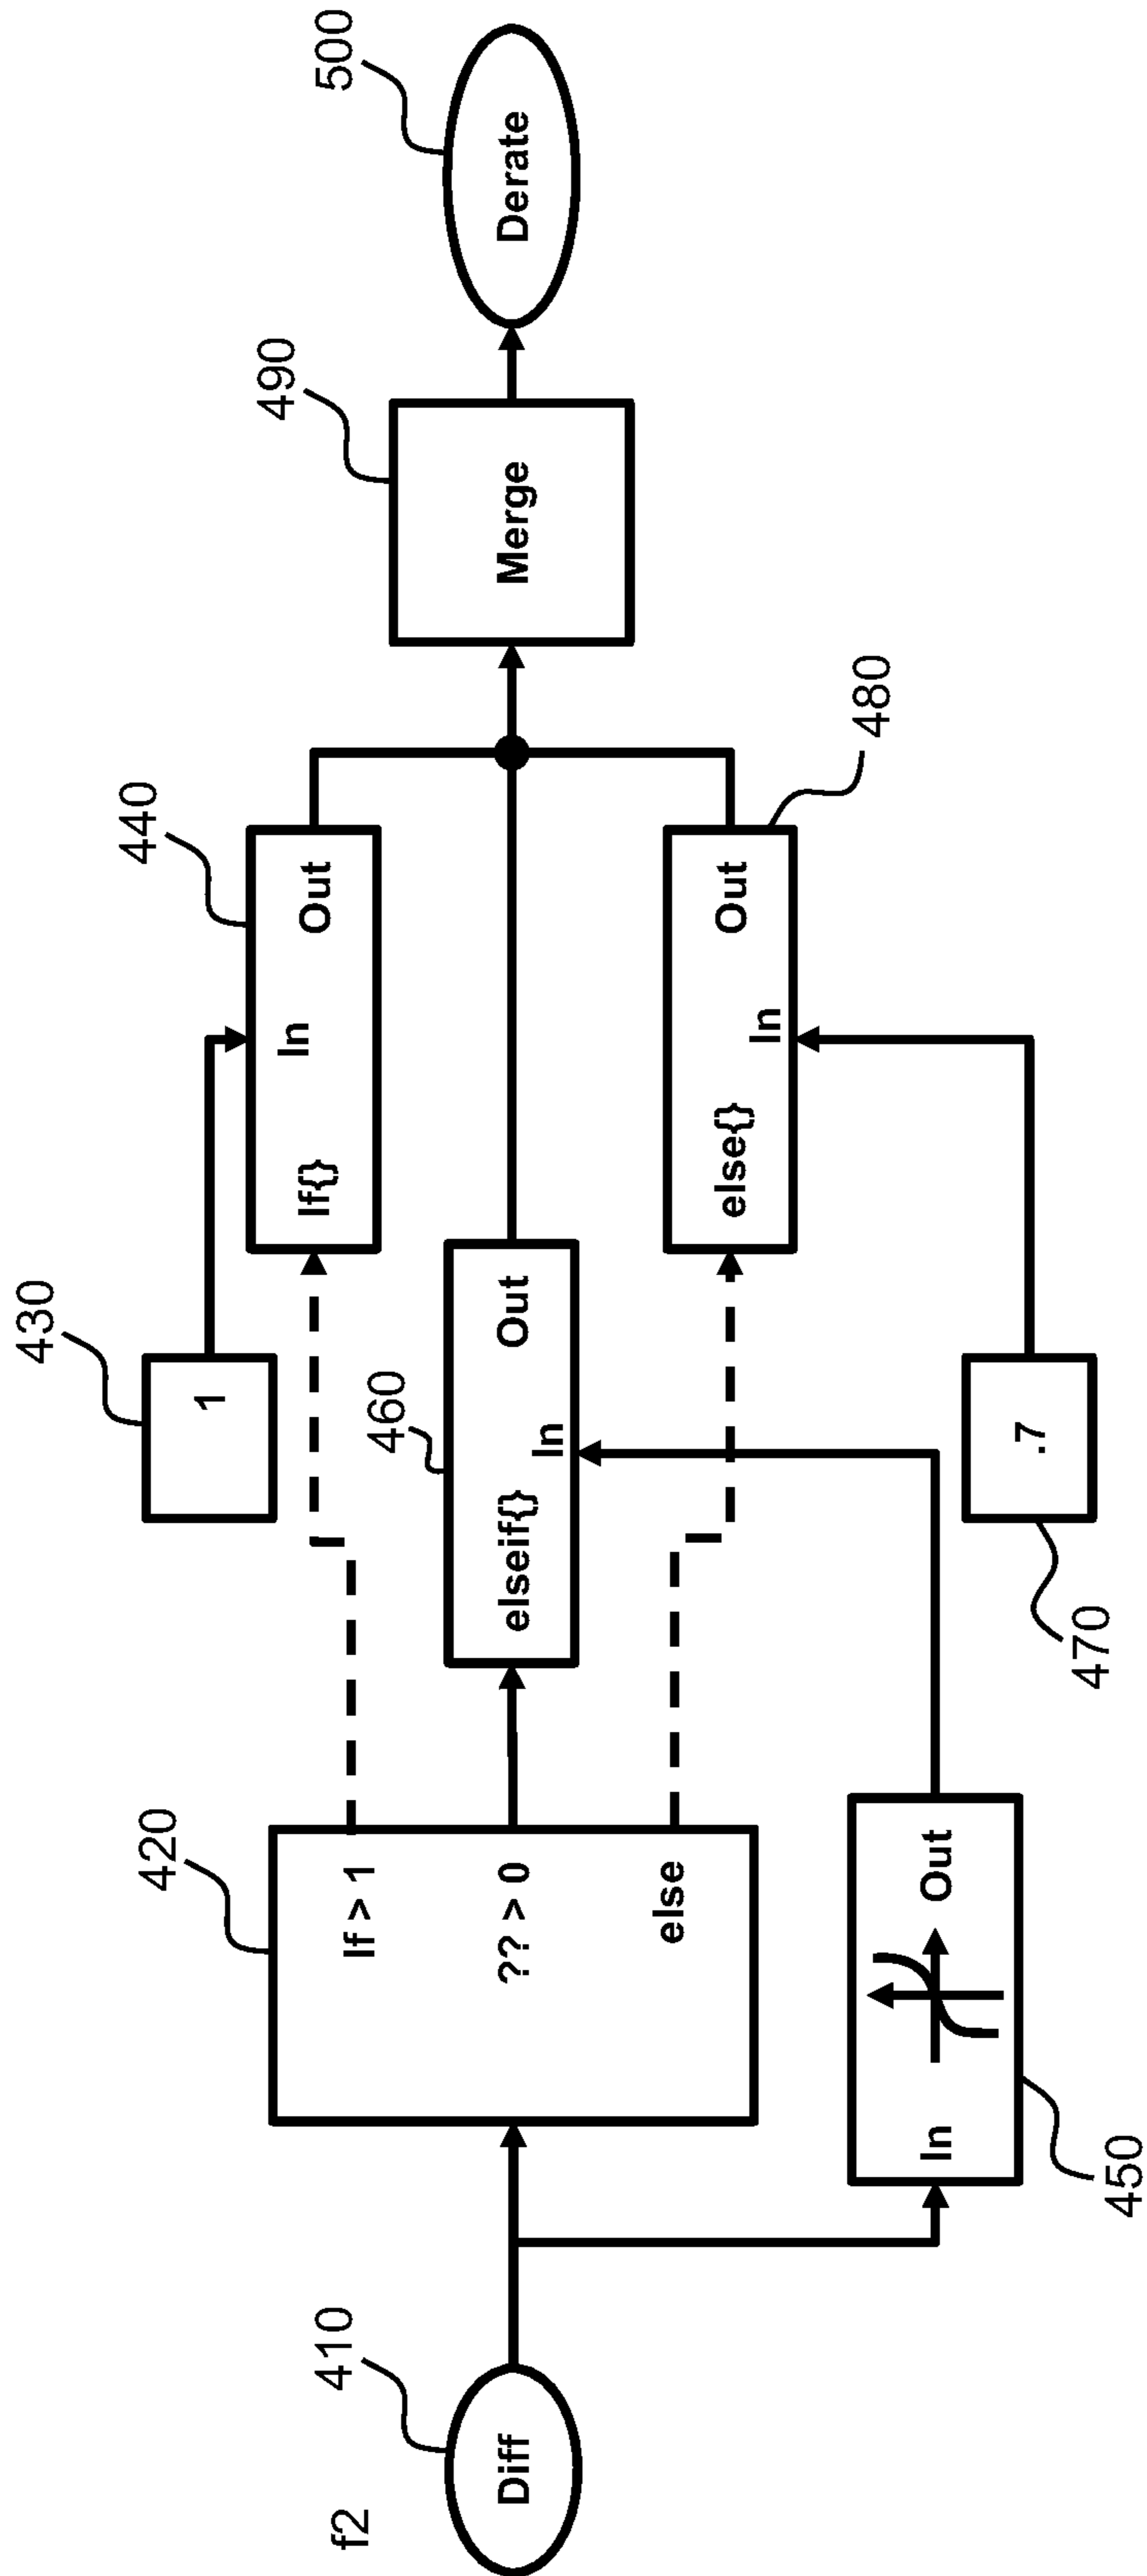 f2
410
Diff
420
If > 1
?? > 0
else
430
1
440
If{}
In
Out
450
In
Out
460
elseif{}
In
Out
470
.7
480
else{}
In
Out
490
Merge
500
Derate